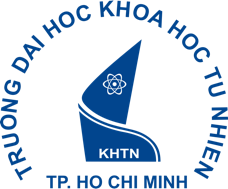 TRUONG DAI HOC KHOA HOC TU NHIEN
KHTN
TP. HO CHI MINH